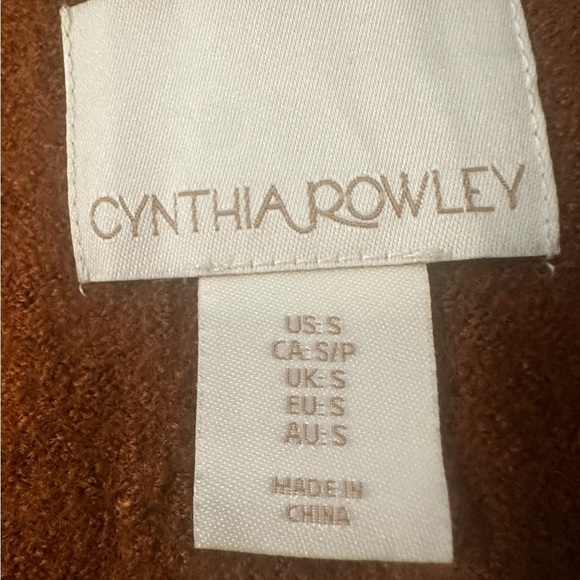 CYNTHIA ROWLEY
US: S
CA: S/P
UK: S
EU: S
AU: S
MADE IN
CHINA